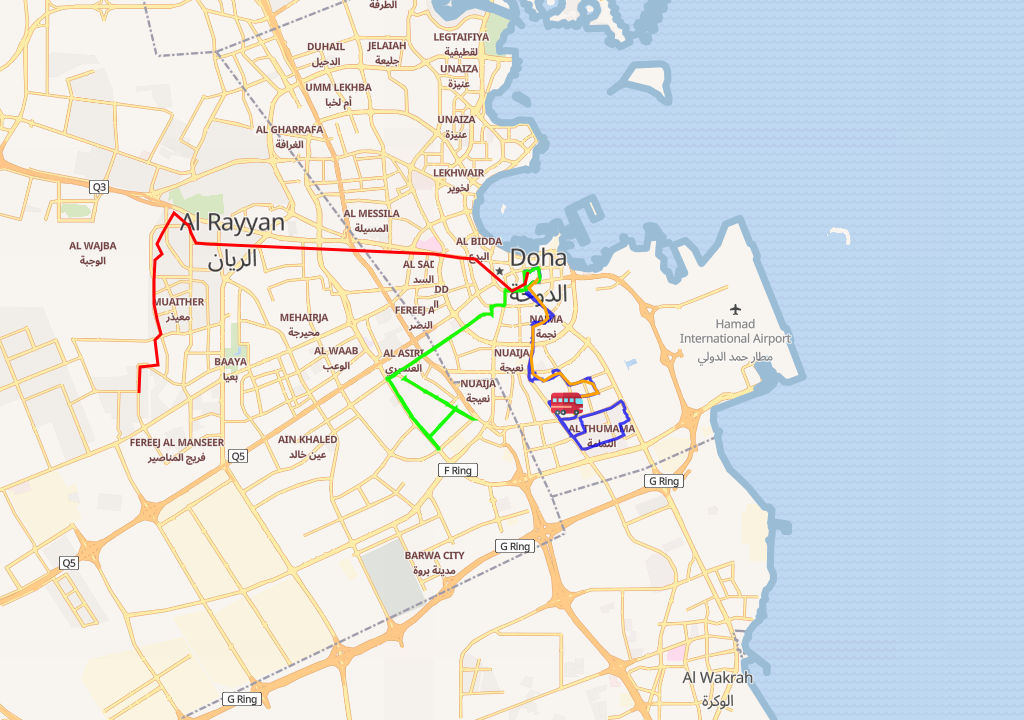 الطرفة
LEGTAIFIYA
لقطيفية
DUHAIL
الدحيل
JELAIAH
جليعة
UNAIZA
عنيزة
UMM LEKHBA
أم لخبا
AL GHARRAFA
الغرافة
UNAIZA
عنيزة
LEKHWAIR
لخوير
Q3
Al Rayyan
الريان
AL MESSILA
المسيلة
AL WAJBA
الوجبة
AL BIDDA
البدع
Doha
الدوحة
AL SAD
السد
DD
ال
MUAITHER
معيذر
MEHAIRJA
محيرجة
FEREEJ A
النصر
NAJMA
نجمة
Hamad
International Airport
مطار حمد الدولي
BAAYA
بعيا
AL WAAB
الوعب
AL ASIRI
العسيري
NUAIJA
نعيجة
NUAIJA
نعيجة
AL THUMAMA
الثمامة
FEREEJ AL MANSEER
فريج المناصير
Q5
AIN KHALED
عين خالد
F Ring
G Ring
G Ring
BARWA CITY
مدينة بروة
Q5
Al Wakrah
الوكرة
G Ring